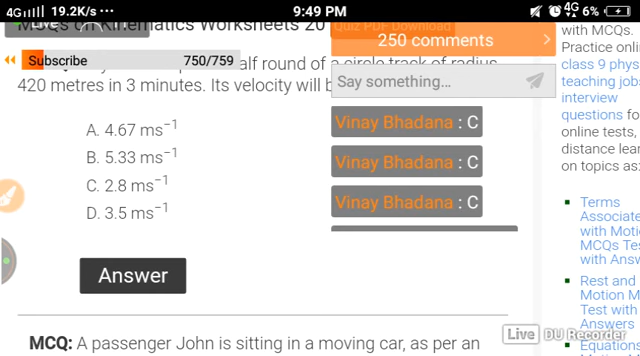 4G 19.2K/s 9:49 PM 4G 6%
Live
MCQs on Kinematics Worksheets 20
Quiz PDF Download
250 comments
Subscribe 750/759
alf round of a circle track of radius
420 metres in 3 minutes. Its velocity will b
Say something...
A. 4.67 ms−1
B. 5.33 ms−1
C. 2.8 ms−1
D. 3.5 ms−1
Vinay Bhadana : C
Vinay Bhadana : C
Vinay Bhadana : C
Answer
MCQ: A passenger John is sitting in a moving car, as per an
with MCQs.
Practice onlin
class 9 physi
teaching jobs
interview
questions fo
online tests,
distance lear
on topics as:
Terms
Associate
with Motio
MCQs Tes
with Answ
Rest and
Motion M
Test with
Answers
Equations
Live DU Recorder